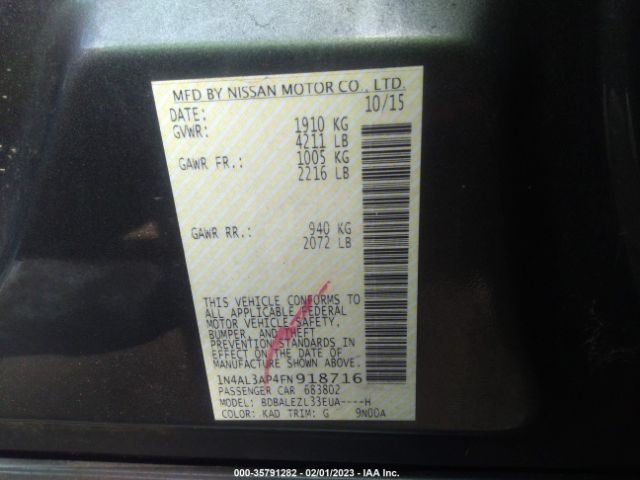 MFD BY NISSAN MOTOR CO., LTD.
DATE: 10/15
GVWR: 1910 KG
4211 LB
GAWR FR.: 1005 KG
2216 LB
GAWR RR.: 940 KG
2072 LB
THIS VEHICLE CONFORMS TO
ALL APPLICABLE FEDERAL
MOTOR VEHICLE SAFETY,
BUMPER, AND THEFT
PREVENTION STANDARDS IN
EFFECT ON THE DATE OF
MANUFACTURE SHOWN ABOVE.
1N4AL3AP4FN918716
PASSENGER CAR 683802
MODEL: BDBALEZL33EUA----H
COLOR: KAD TRIM: G 9N00A
000-35791282 - 02/01/2023 - IAA Inc.